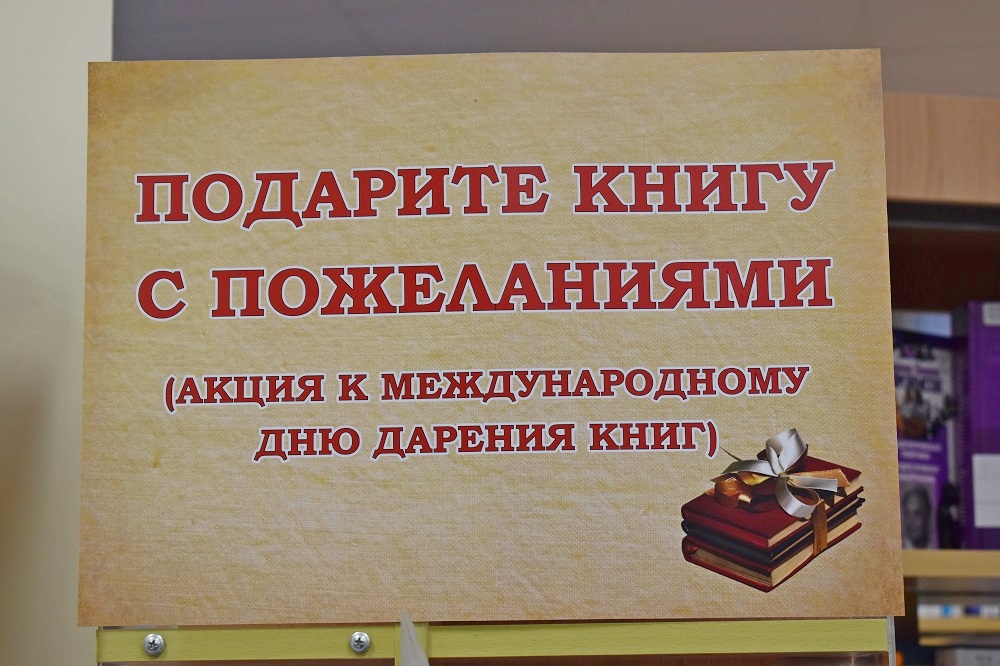 ПОДАРИТЕ КНИГУ
С ПОЖЕЛАНИЯМИ
(АКЦИЯ К МЕЖДУНАРОДНОМУ
ДНЮ ДАРЕНИЯ КНИГ)